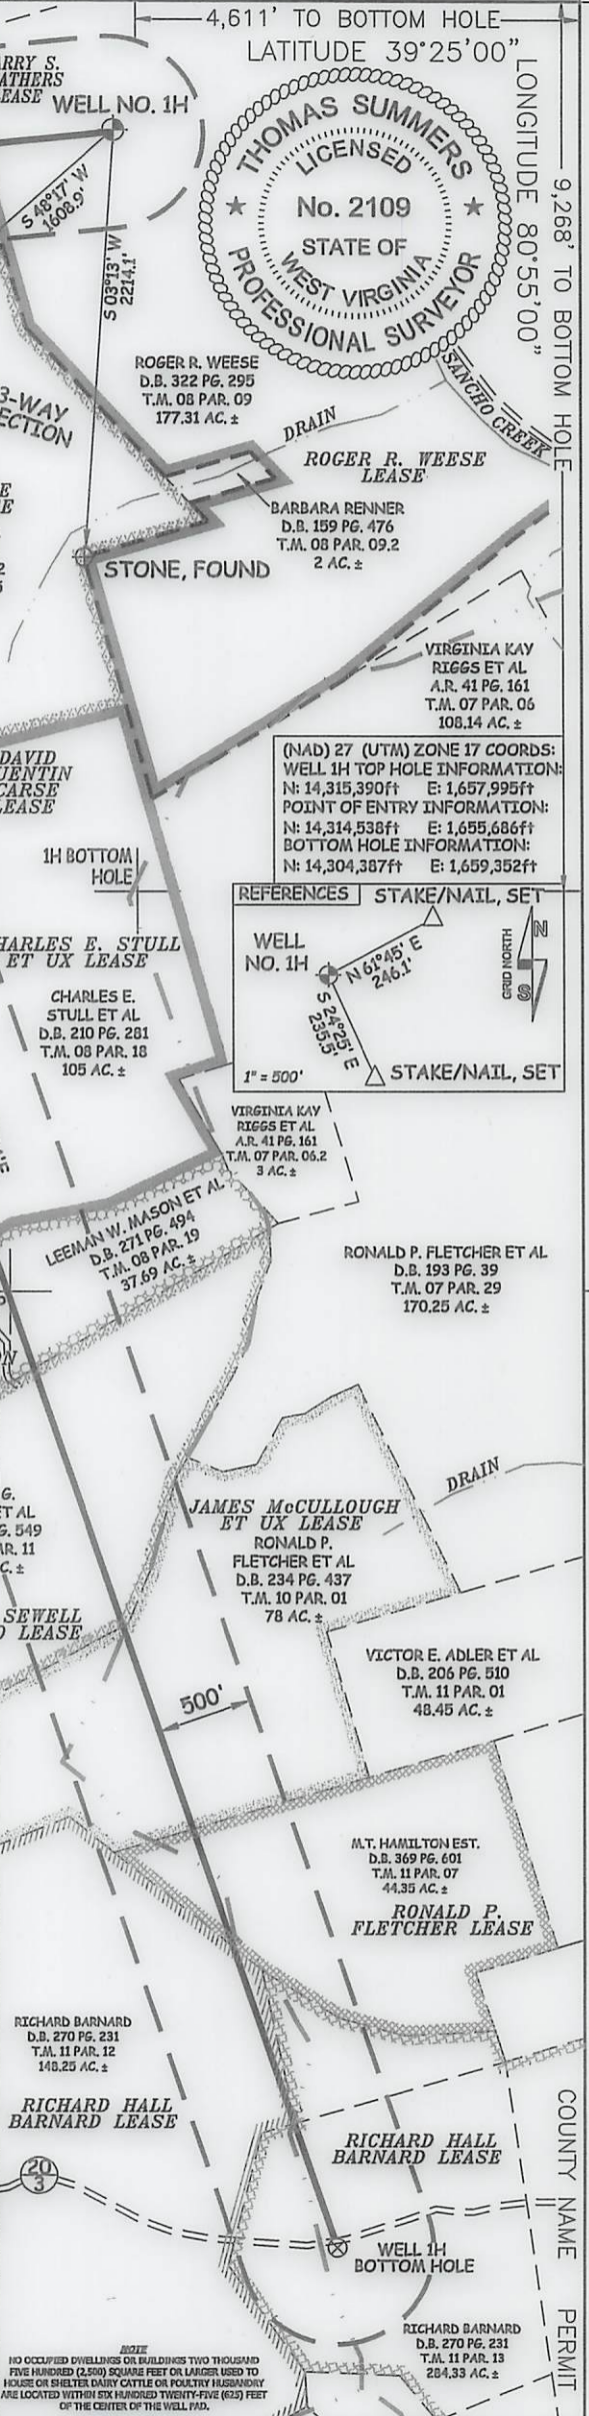 4,611' TO BOTTOM HOLE
LATITUDE 39°25'00"
LONGITUDE 80°55'00"
9,268' TO BOTTOM HOLE
RRY S.
ATHERS
EASE
WELL NO. 1H
THOMAS SUMMERS
LICENSED
No. 2109
STATE OF
WEST VIRGINIA
PROFESSIONAL SURVEYOR
S 48°17' W
1608.9'
S 03°13' W
2214.1'
SANCHO CREEK
ROGER R. WEESE
D.B. 322 PG. 295
T.M. 08 PAR. 09
177.31 AC. ±
3-WAY
ECTION
DRAIN
ROGER R. WEESE
LEASE
BARBARA RENNER
D.B. 159 PG. 476
T.M. 08 PAR. 09.2
2 AC. ±
STONE, FOUND
VIRGINIA KAY
RIGGS ET AL
A.R. 41 PG. 161
T.M. 07 PAR. 06
108.14 AC. ±
(NAD) 27 (UTM) ZONE 17 COORDS:
WELL 1H TOP HOLE INFORMATION:
N: 14,315,390ft E: 1,657,995ft
POINT OF ENTRY INFORMATION:
N: 14,314,538ft E: 1,655,686ft
BOTTOM HOLE INFORMATION:
N: 14,304,387ft E: 1,659,352ft
DAVID
UENTIN
CARSE
LEASE
1H BOTTOM
HOLE
REFERENCES
STAKE/NAIL, SET
WELL
NO. 1H
N 61°45' E
246.1'
S 24°25' E
235.5'
GRID NORTH
N
S
1" = 500'
STAKE/NAIL, SET
HARLES E. STULL
ET UX LEASE
CHARLES E.
STULL ET AL
D.B. 210 PG. 281
T.M. 08 PAR. 18
105 AC. ±
VIRGINIA KAY
RIGGS ET AL
A.R. 41 PG. 161
T.M. 07 PAR. 06.2
3 AC. ±
LEEMAN W. MASON ET AL
D.B. 271 PG. 494
T.M. 08 PAR. 19
37.69 AC. ±
RONALD P. FLETCHER ET AL
D.B. 193 PG. 39
T.M. 07 PAR. 29
170.25 AC. ±
DRAIN
G.
ET AL
G. 549
AR. 11
C. ±
JAMES McCULLOUGH
ET UX LEASE
RONALD P.
FLETCHER ET AL
D.B. 234 PG. 437
T.M. 10 PAR. 01
78 AC. ±
SEWELL
D LEASE
VICTOR E. ADLER ET AL
D.B. 206 PG. 510
T.M. 11 PAR. 01
48.45 AC. ±
500'
M.T. HAMILTON EST.
D.B. 369 PG. 601
T.M. 11 PAR. 07
44.35 AC. ±
RONALD P.
FLETCHER LEASE
RICHARD BARNARD
D.B. 270 PG. 231
T.M. 11 PAR. 12
148.25 AC. ±
RICHARD HALL
BARNARD LEASE
RICHARD HALL
BARNARD LEASE
20
3
WELL 1H
BOTTOM HOLE
COUNTY NAME
PERMIT
RICHARD BARNARD
D.B. 270 PG. 231
T.M. 11 PAR. 13
284.33 AC. ±
NOTE
NO OCCUPIED DWELLINGS OR BUILDINGS TWO THOUSAND
FIVE HUNDRED (2,500) SQUARE FEET OR LARGER USED TO
HOUSE OR SHELTER DAIRY CATTLE OR POULTRY HUSBANDRY
ARE LOCATED WITHIN SIX HUNDRED TWENTY-FIVE (625) FEET
OF THE CENTER OF THE WELL PAD.